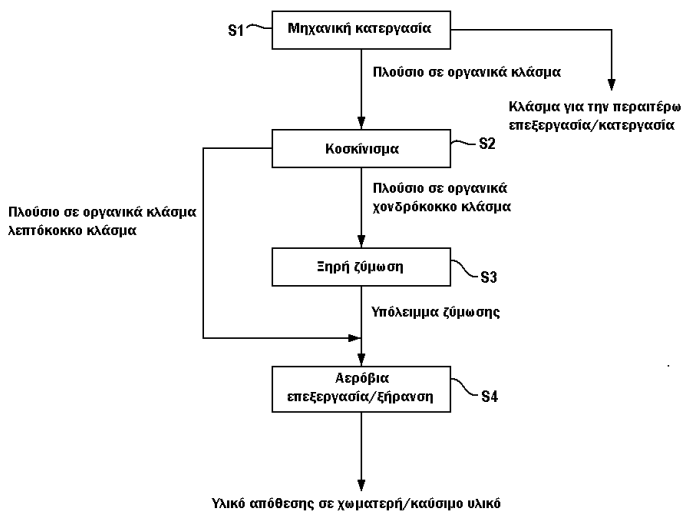 S1
Μηχανική κατεργασία
Πλούσιο σε οργανικά κλάσμα
Κλάσμα για την περαιτέρω
επεξεργασία/κατεργασία
Κοσκίνισμα
S2
Πλούσιο σε οργανικά
χονδρόκοκκο κλάσμα
Πλούσιο σε οργανικά κλάσμα
λεπτόκοκκο κλάσμα
Ξηρή ζύμωση
S3
Υπόλειμμα ζύμωσης
Αερόβια
επεξεργασία/ξήρανση
S4
Υλικό απόθεσης σε χωματερή/καύσιμο υλικό